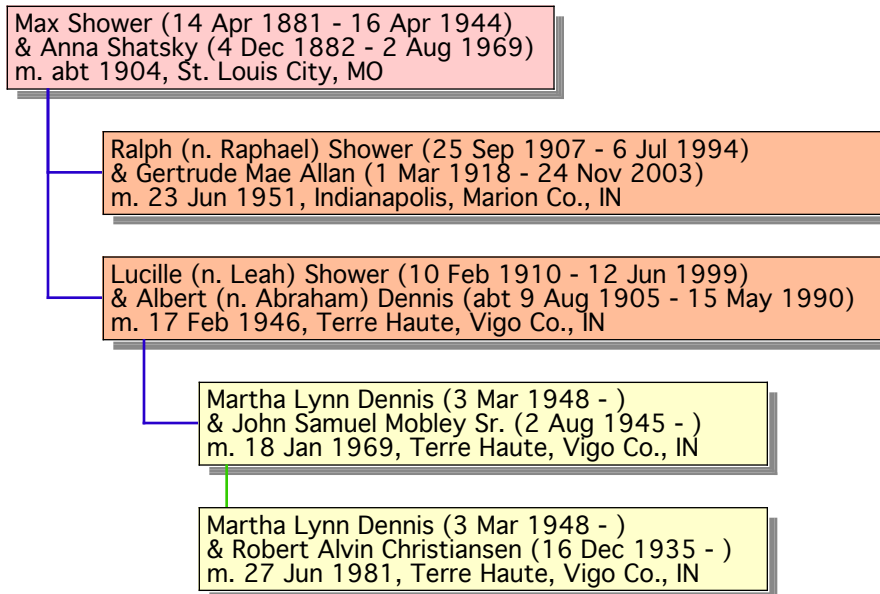 Max Shower (14 Apr 1881 - 16 Apr 1944)
& Anna Shatsky (4 Dec 1882 - 2 Aug 1969)
m. abt 1904, St. Louis City, MO
Ralph (n. Raphael) Shower (25 Sep 1907 - 6 Jul 1994)
& Gertrude Mae Allan (1 Mar 1918 - 24 Nov 2003)
m. 23 Jun 1951, Indianapolis, Marion Co., IN
Lucille (n. Leah) Shower (10 Feb 1910 - 12 Jun 1999)
& Albert (n. Abraham) Dennis (abt 9 Aug 1905 - 15 May 1990)
m. 17 Feb 1946, Terre Haute, Vigo Co., IN
Martha Lynn Dennis (3 Mar 1948 - )
& John Samuel Mobley Sr. (2 Aug 1945 - )
m. 18 Jan 1969, Terre Haute, Vigo Co., IN
Martha Lynn Dennis (3 Mar 1948 - )
& Robert Alvin Christiansen (16 Dec 1935 - )
m. 27 Jun 1981, Terre Haute, Vigo Co., IN